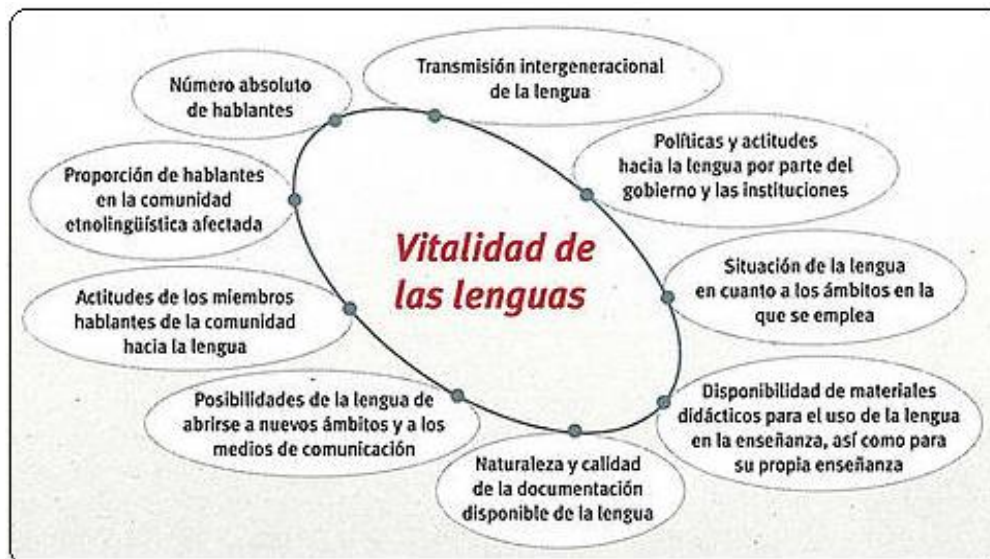 Número absoluto
de hablantes
Transmisión intergeneracional
de la lengua
Políticas y actitudes
hacia la lengua por parte del
gobierno y las instituciones
Proporción de hablantes
en la comunidad
etnolingüística afectada
Vitalidad de
las lenguas
Situación de la lengua
en cuanto a los ámbitos en la
que se emplea
Actitudes de los miembros
hablantes de la comunidad
hacia la lengua
Disponibilidad de materiales
didácticos para el uso de la lengua
en la enseñanza, así como para
su propia enseñanza
Posibilidades de la lengua de
abrirse a nuevos ámbitos y a los
medios de comunicación
Naturaleza y calidad
de la documentación
disponible de la lengua